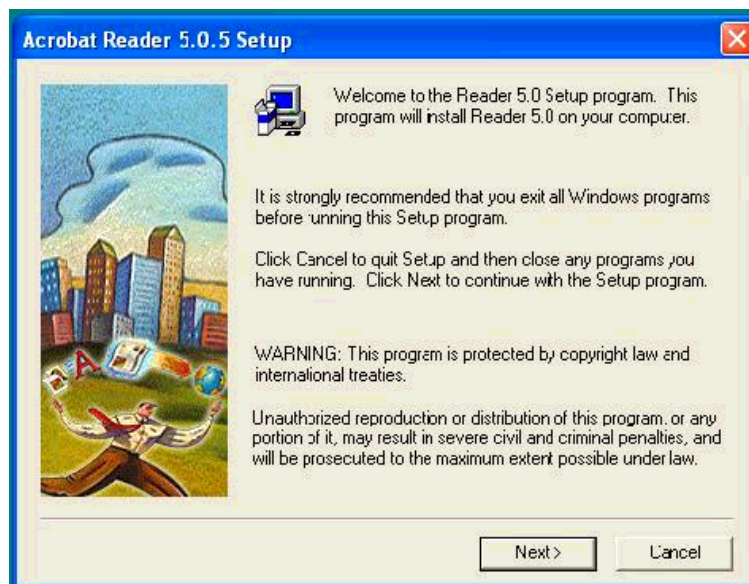 Acrobat Reader 5.0.5 Setup
Welcome to the Reader 5.0 Setup program. This
program will install Reader 5.0 on your computer.
It is strongly recommended that you exit all Windows programs
before running this Setup program.
Click Cancel to quit Setup and then close any programs you
have running. Click Next to continue with the Setup program.
WARNING: This program is protected by copyright law and
international treaties.
Unauthorized reproduction or distribution of this program, or any
portion of it, may result in severe civil and criminal penalties, and
will be prosecuted to the maximum extent possible under law.
A
Next >
Cancel